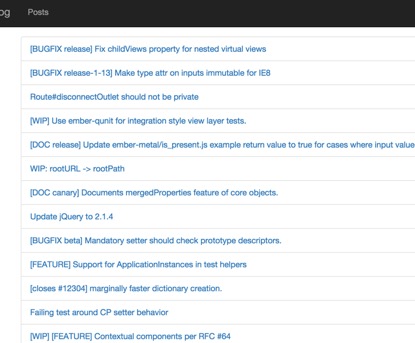 og Posts
[BUGFIX release] Fix childViews property for nested virtual views
[BUGFIX release-1-13] Make type attr on inputs immutable for IE8
Route#disconnectOutlet should not be private
[WIP] Use ember-qunit for integration style view layer tests.
[DOC release] Update ember-metal/is_present.js example return value to true for cases where input value
WIP: rootURL -> rootPath
[DOC canary] Documents mergedProperties feature of core objects.
Update jQuery to 2.1.4
[BUGFIX beta] Mandatory setter should check prototype descriptors.
[FEATURE] Support for ApplicationInstances in test helpers
[closes #12304] marginally faster dictionary creation.
Failing test around CP setter behavior
[WIP] [FEATURE] Contextual components per RFC #64